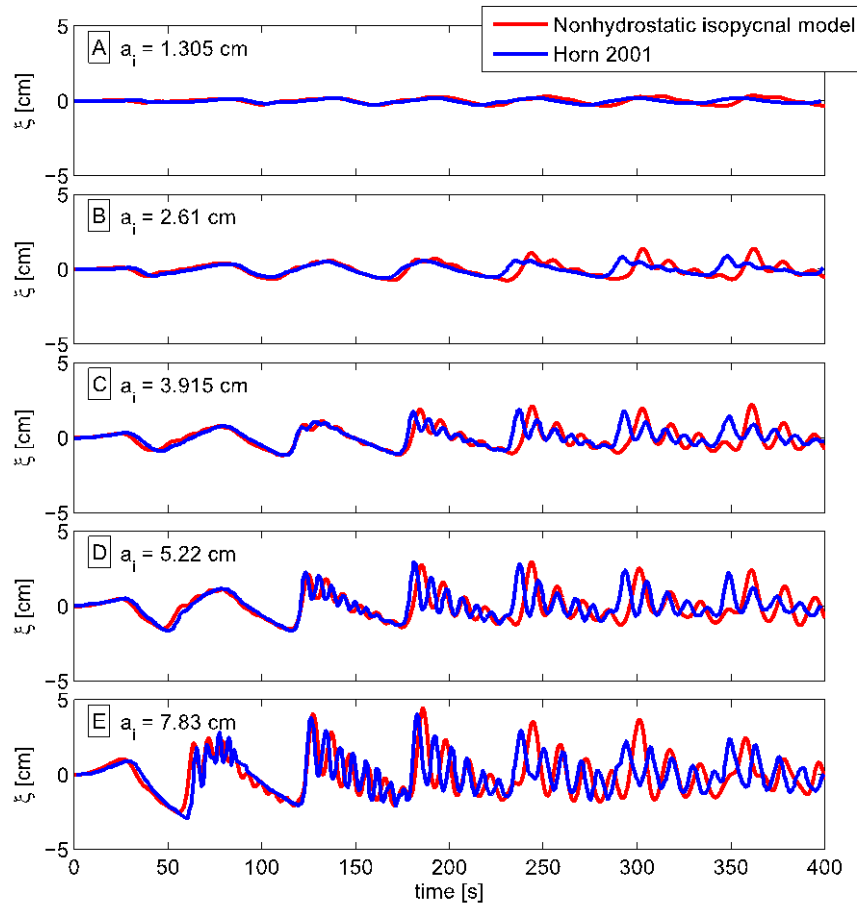 Nonhydrostatic isopycnal model
Horn 2001
A a_i = 1.305 cm
5
0
-5
ξ [cm]
B a_i = 2.61 cm
5
0
-5
ξ [cm]
C a_i = 3.915 cm
5
0
-5
ξ [cm]
D a_i = 5.22 cm
5
0
-5
ξ [cm]
E a_i = 7.83 cm
5
0
-5
ξ [cm]
0 50 100 150 200 250 300 350 400
time [s]